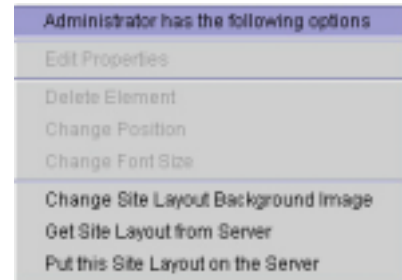 Administrator has the following options
Edit Properties
Delete Element
Change Position
Change Font Size
Change Site Layout Background Image
Get Site Layout from Server
Put this Site Layout on the Server